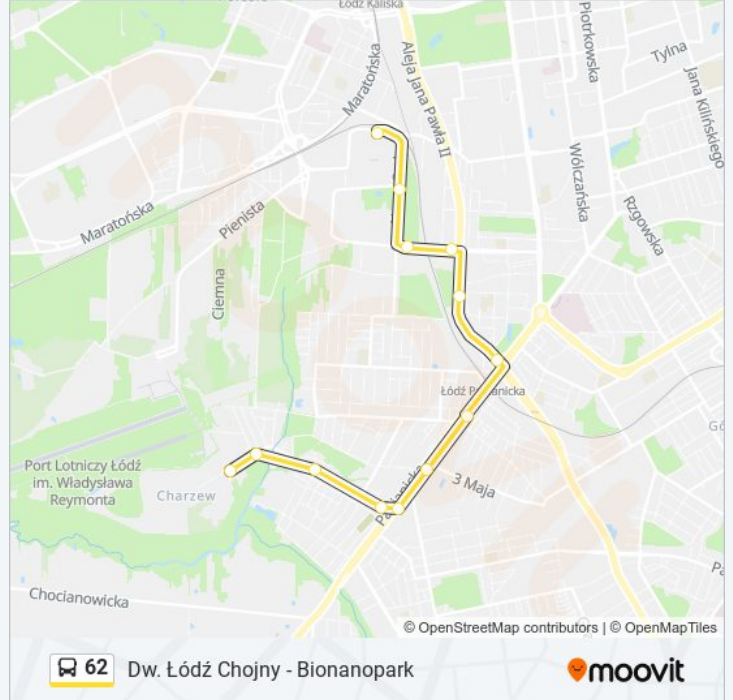 Łódź Kaliska
Piotrkowska
Tylna
Jana Kilińskiego
Maratońska
Aleja Jana Pawła II
Wólczańska
Rzgowska
Maratońska
Pienista
Ciemna
Łódź
Port Lotniczy Łódź
im. Władysława
Reymonta
Charzew
3 Maja
Chocianowicka
© OpenStreetMap contributors | © OpenMapTiles
62 Dw. Łódź Chojny - Bionanopark moovit